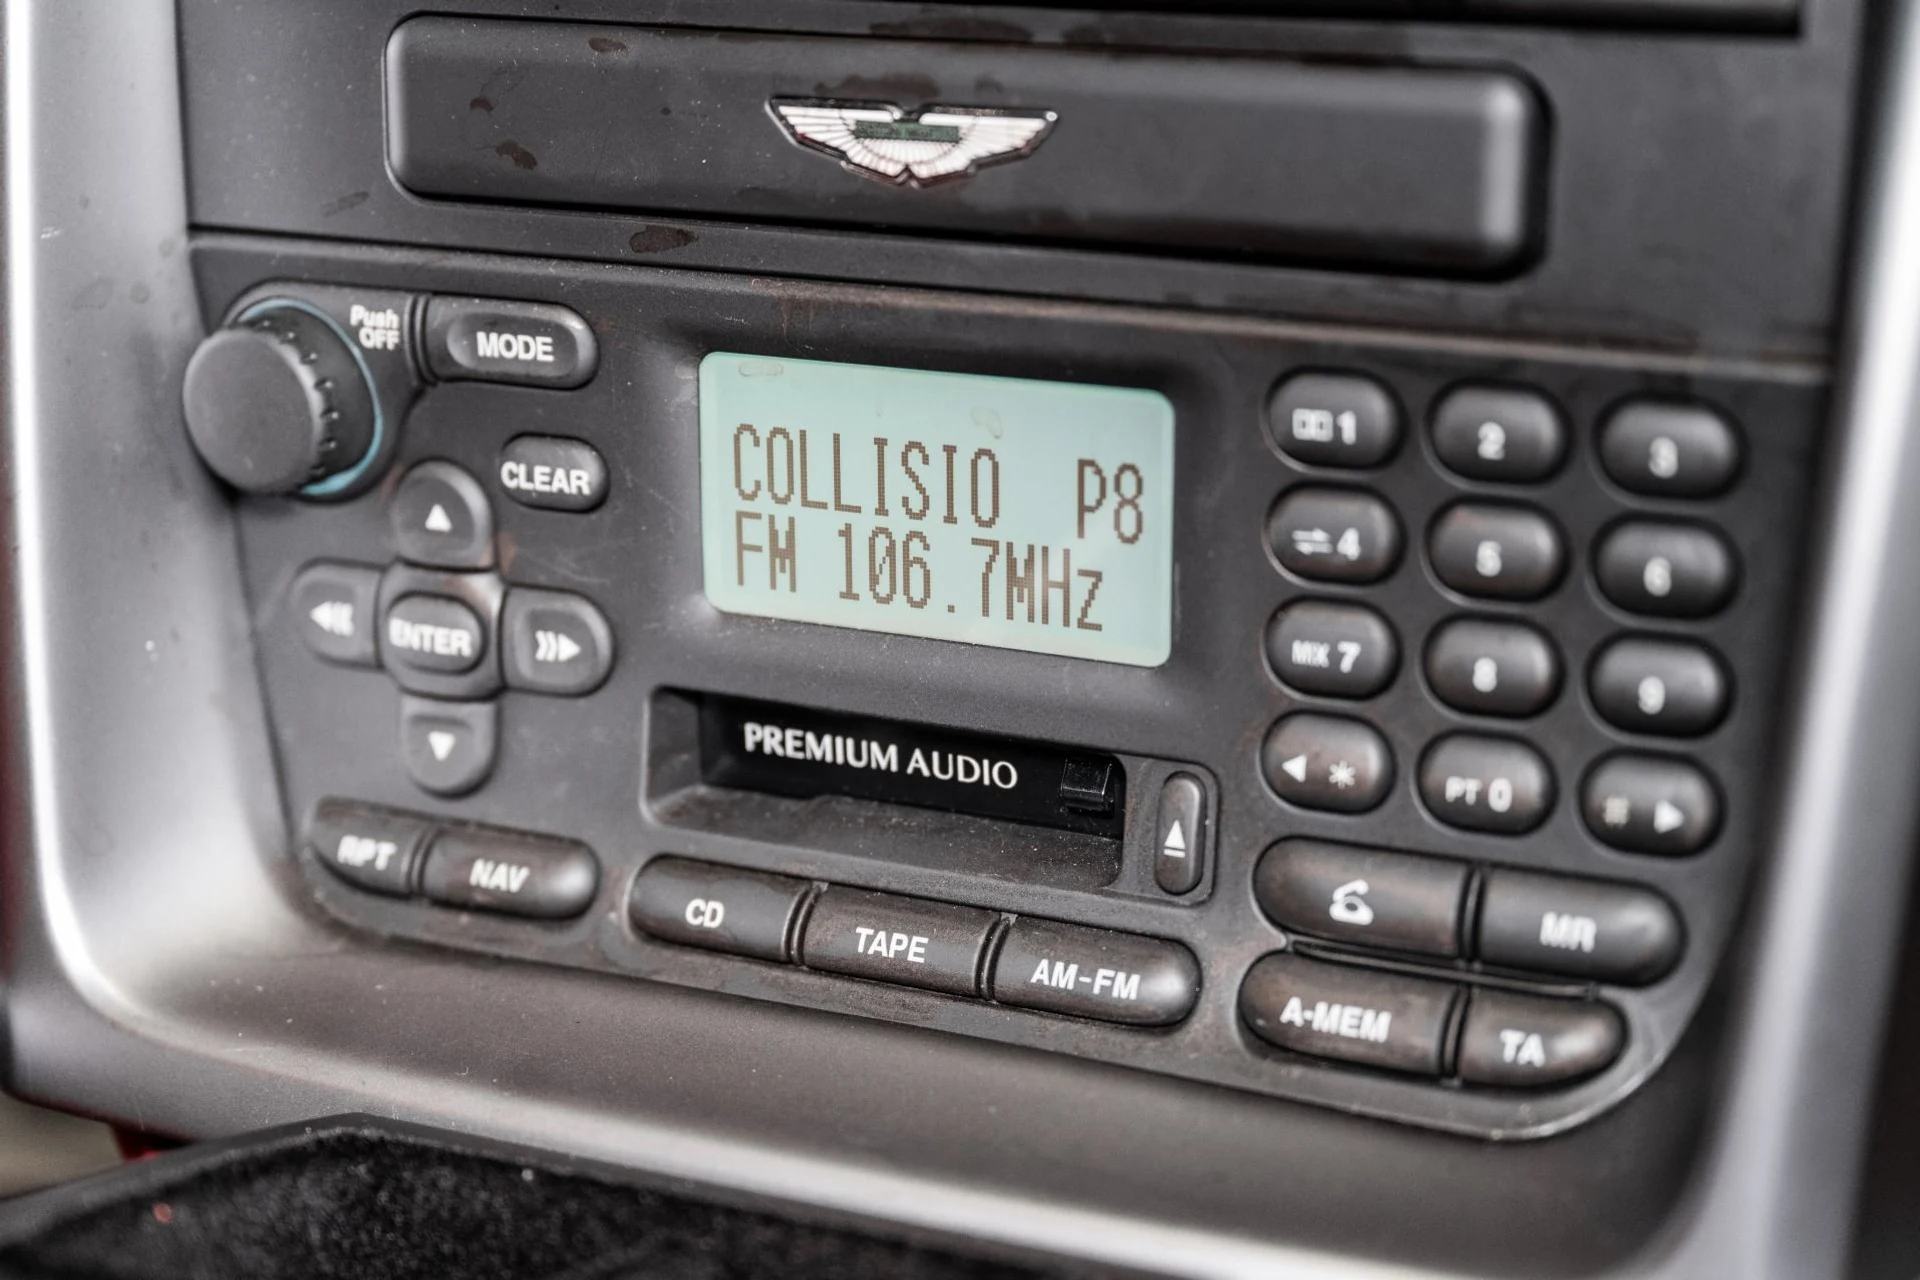 Push
OFF
MODE
CLEAR
ENTER
RPT
NAV
COLLISIO P8
FM 106.7MHz
PREMIUM AUDIO
CD
TAPE
AM-FM
1
2
3
4
5
6
MIX 7
8
9
*
PT 0
MR
A-MEM
TA